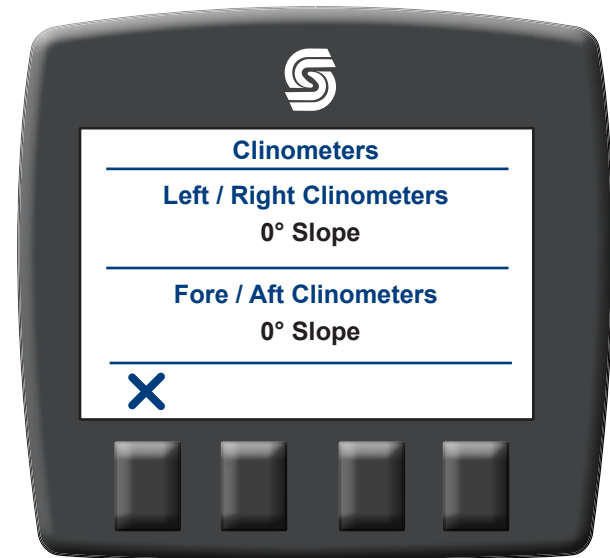 Clinometers
Left / Right Clinometers
0° Slope
Fore / Aft Clinometers
0° Slope